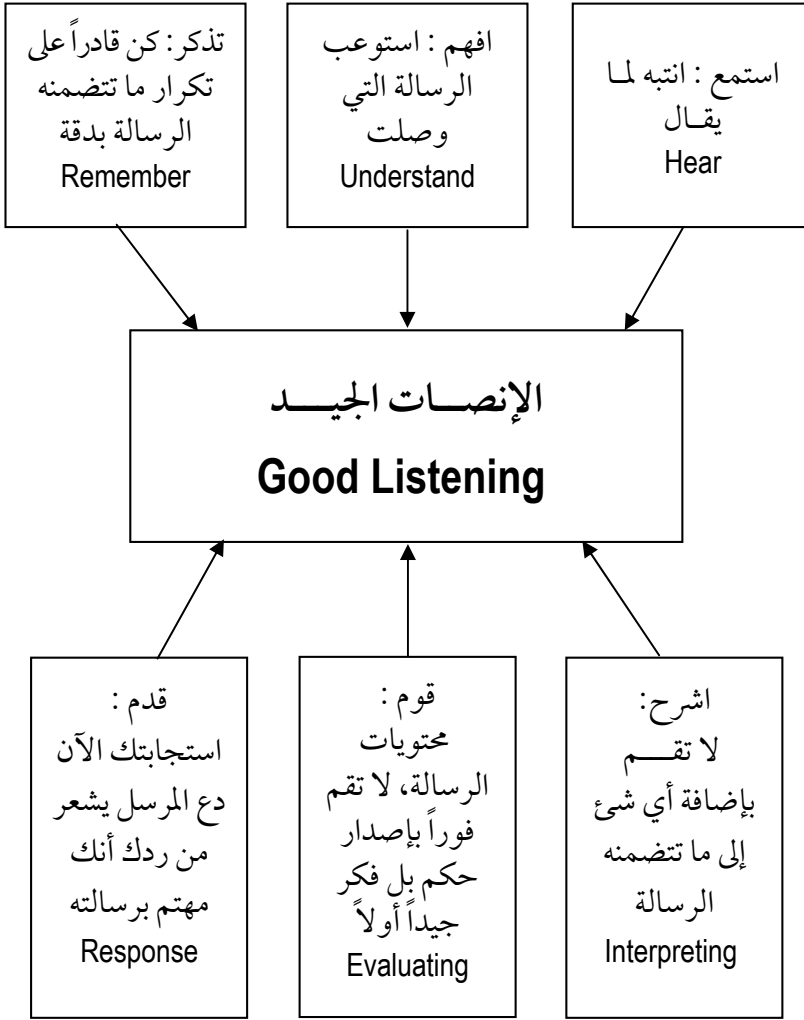 استمع : انتبه لما
يقال
Hear
افهم : استوعب
الرسالة التي
وصلت
Understand
تذكر: كن قادراً على
تكرار ما تتضمنه
الرسالة بدقة
Remember
الإنصات الجيد
Good Listening
اشرح:
لا تقم
بإضافة أي شئ
إلى ما تتضمنه
الرسالة
Interpreting
قوم :
محتويات
الرسالة، لا تقم
فوراً بإصدار
حكم بل فكر
جيداً أولاً
Evaluating
قدم :
استجابتك الآن
دع المرسل يشعر
من ردك أنك
مهتم برسالته
Response